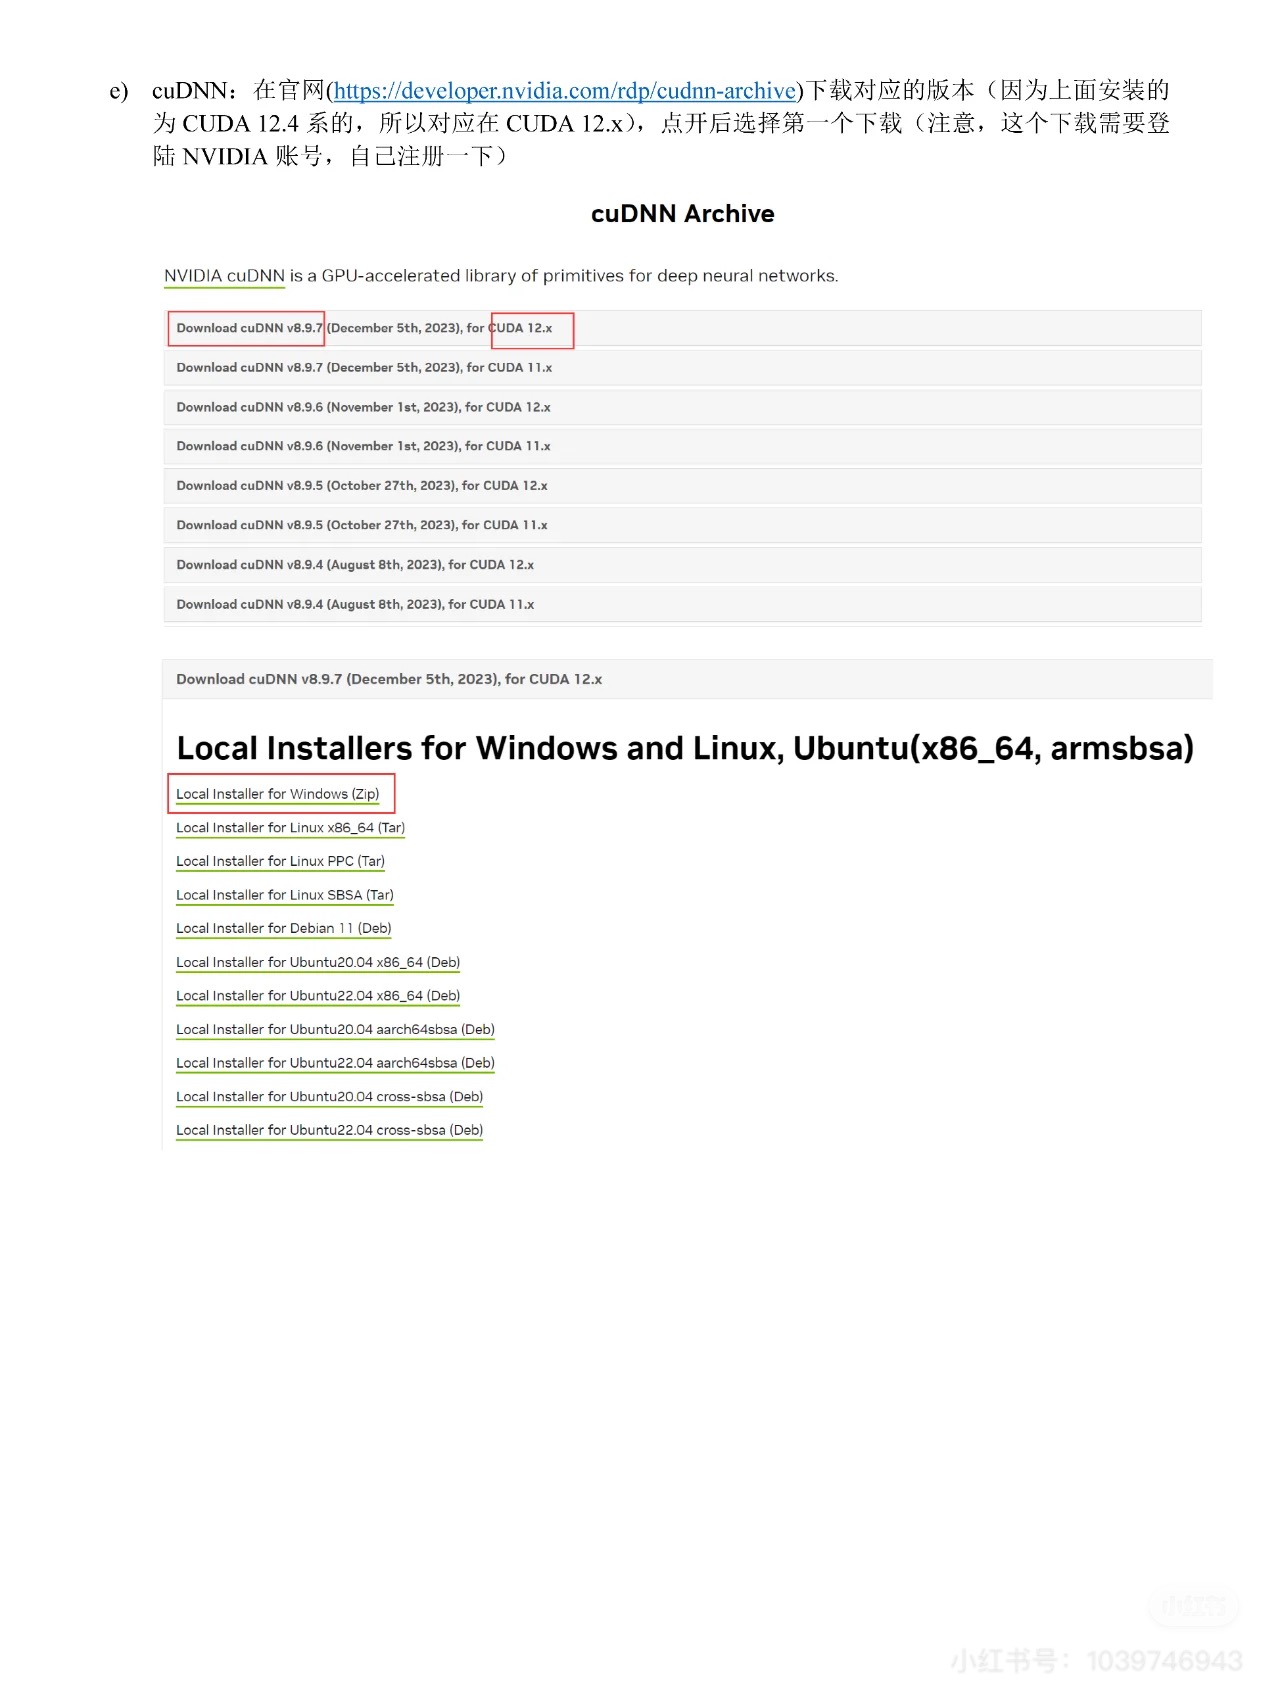 e) cuDNN：在官网(https://developer.nvidia.com/rdp/cudnn-archive)下载对应的版本（因为上面安装的
为 CUDA 12.4 系的，所以对应在 CUDA 12.x），点开后选择第一个下载（注意，这个下载需要登
陆 NVIDIA 账号，自己注册一下）
cuDNN Archive
NVIDIA cuDNN is a GPU-accelerated library of primitives for deep neural networks.
Download cuDNN v8.9.7 (December 5th, 2023), for CUDA 12.x
Download cuDNN v8.9.7 (December 5th, 2023), for CUDA 11.x
Download cuDNN v8.9.6 (November 1st, 2023), for CUDA 12.x
Download cuDNN v8.9.6 (November 1st, 2023), for CUDA 11.x
Download cuDNN v8.9.5 (October 27th, 2023), for CUDA 12.x
Download cuDNN v8.9.5 (October 27th, 2023), for CUDA 11.x
Download cuDNN v8.9.4 (August 8th, 2023), for CUDA 12.x
Download cuDNN v8.9.4 (August 8th, 2023), for CUDA 11.x
Download cuDNN v8.9.7 (December 5th, 2023), for CUDA 12.x
Local Installers for Windows and Linux, Ubuntu(x86_64, armsbsa)
Local Installer for Windows (Zip)
Local Installer for Linux x86_64 (Tar)
Local Installer for Linux PPC (Tar)
Local Installer for Linux SBSA (Tar)
Local Installer for Debian 11 (Deb)
Local Installer for Ubuntu20.04 x86_64 (Deb)
Local Installer for Ubuntu22.04 x86_64 (Deb)
Local Installer for Ubuntu20.04 aarch64sbsa (Deb)
Local Installer for Ubuntu22.04 aarch64sbsa (Deb)
Local Installer for Ubuntu20.04 cross-sbsa (Deb)
Local Installer for Ubuntu22.04 cross-sbsa (Deb)
小红书
小红书号：1039746943